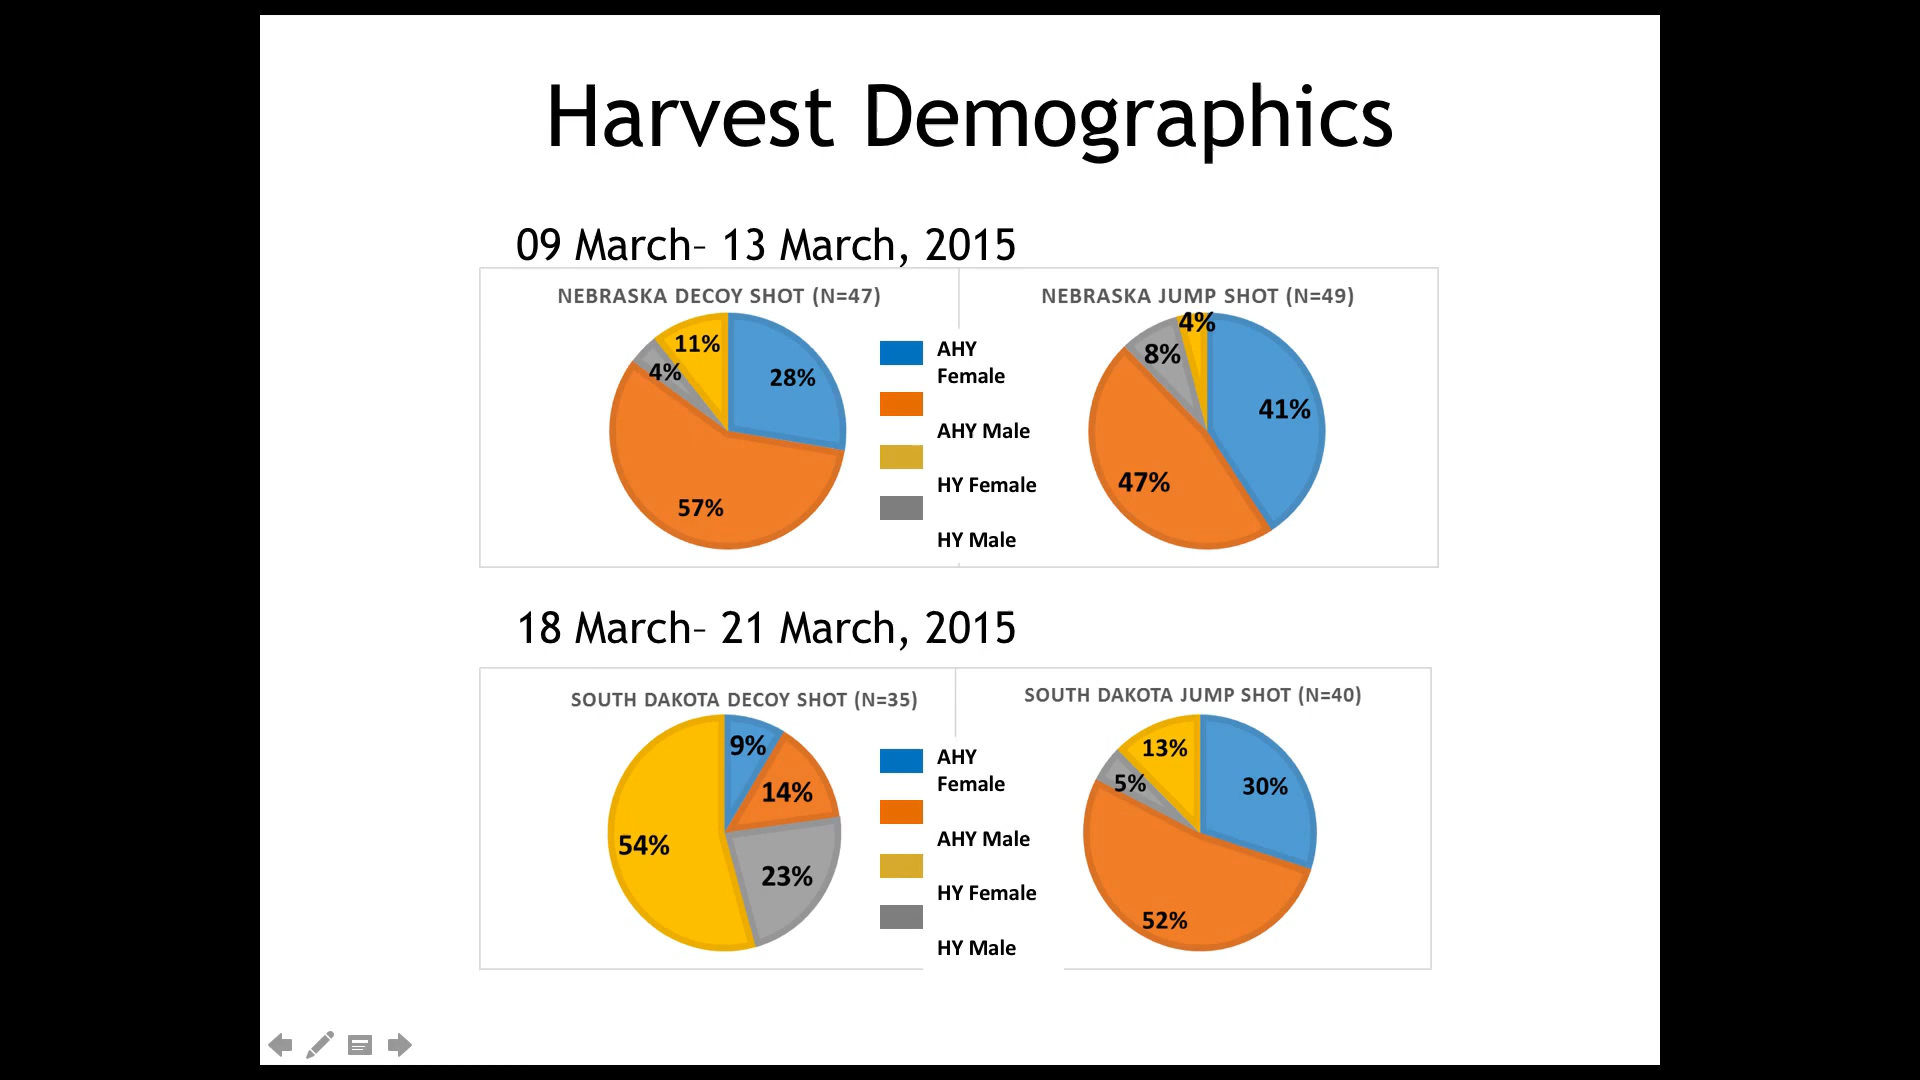 Harvest Demographics
09 March– 13 March, 2015
NEBRASKA DECOY SHOT (N=47)
11%
4%
28%
57%
AHY
Female
AHY Male
HY Female
HY Male
NEBRASKA JUMP SHOT (N=49)
4%
8%
41%
47%
18 March– 21 March, 2015
SOUTH DAKOTA DECOY SHOT (N=35)
9%
14%
54%
23%
AHY
Female
AHY Male
HY Female
HY Male
SOUTH DAKOTA JUMP SHOT (N=40)
13%
5%
30%
52%